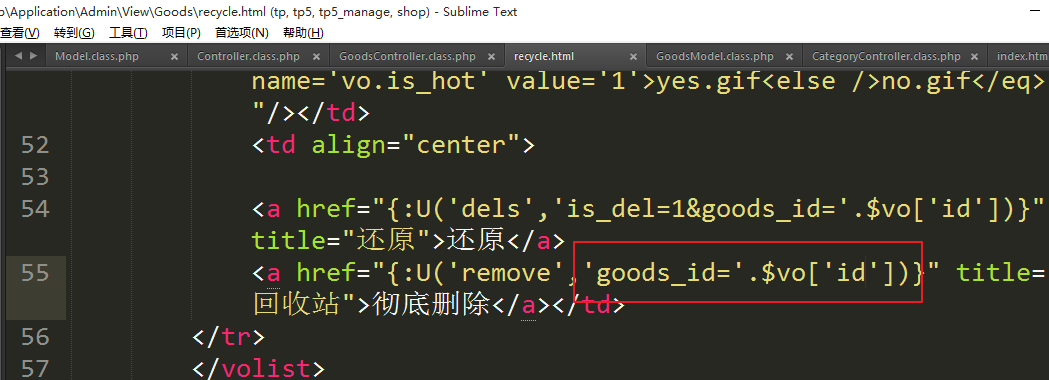 o\Application\Admin\View\Goods\recycle.html (tp, tp5, tp5_manage, shop) - Sublime Text
查看(V) 转到(G) 工具(T) 项目(P) 首选项(N) 帮助(H)
Model.class.php × Controller.class.php × GoodsController.class.php × recycle.html × GoodsModel.class.php × CategoryController.class.php × index.htm
name='vo.is_hot' value='1'>yes.gif<else />no.gif</eq>
"/></td>
52 <td align="center">
53
54 <a href="{:U('dels','is_del=1&goods_id='.$vo['id'])}"
title="还原">还原</a>
55 <a href="{:U('remove','goods_id='.$vo['id'])}" title=
回收站">彻底删除</a></td>
56 </tr>
57 </volist>